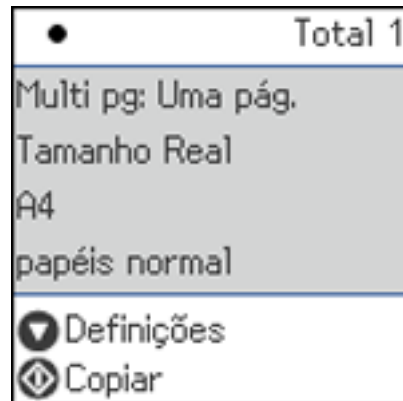 Total 1
Multi pg: Uma pág.
Tamanho Real
A4
papéis normal
Definições
Copiar